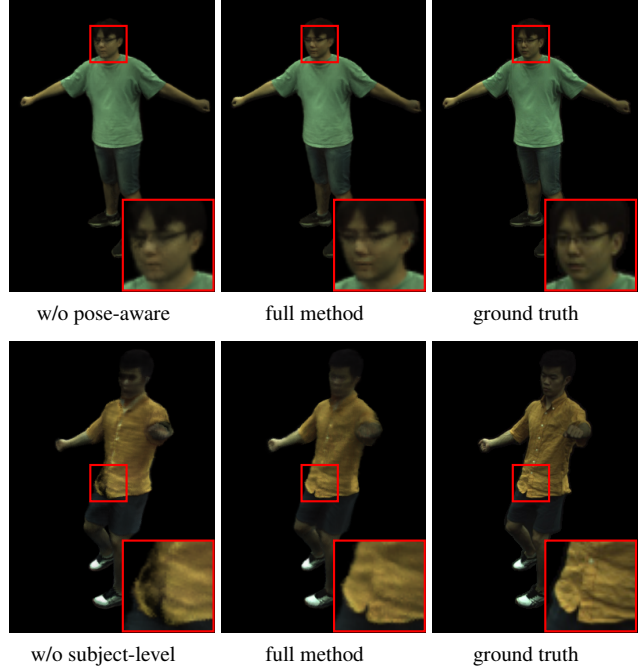 w/o pose-aware full method ground truth
w/o subject-level full method ground truth